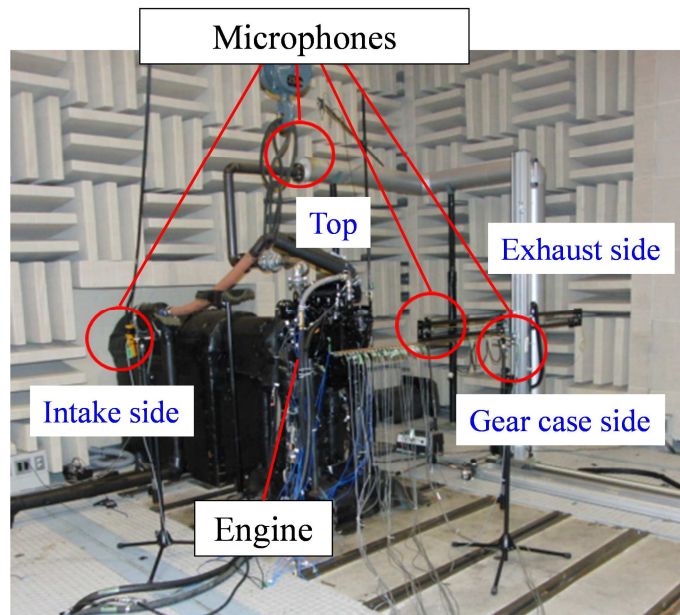 Microphones
Top
Exhaust side
Intake side
Gear case side
Engine